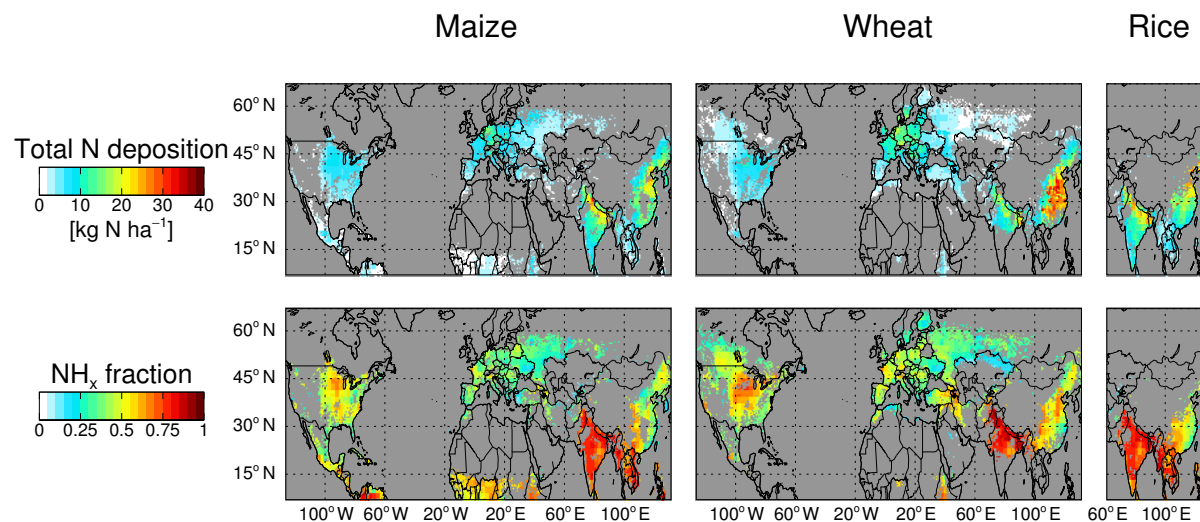 Maize Wheat Rice
60° N
45° N
30° N
15° N
Total N deposition
0 10 20 30 40
[kg N ha⁻¹]
60° N
45° N
30° N
15° N
NHₓ fraction
0 0.25 0.5 0.75 1
100° W 60° W 20° W 20° E 60° E 100° E 100° W 60° W 20° W 20° E 60° E 100° E 60° E 100° E